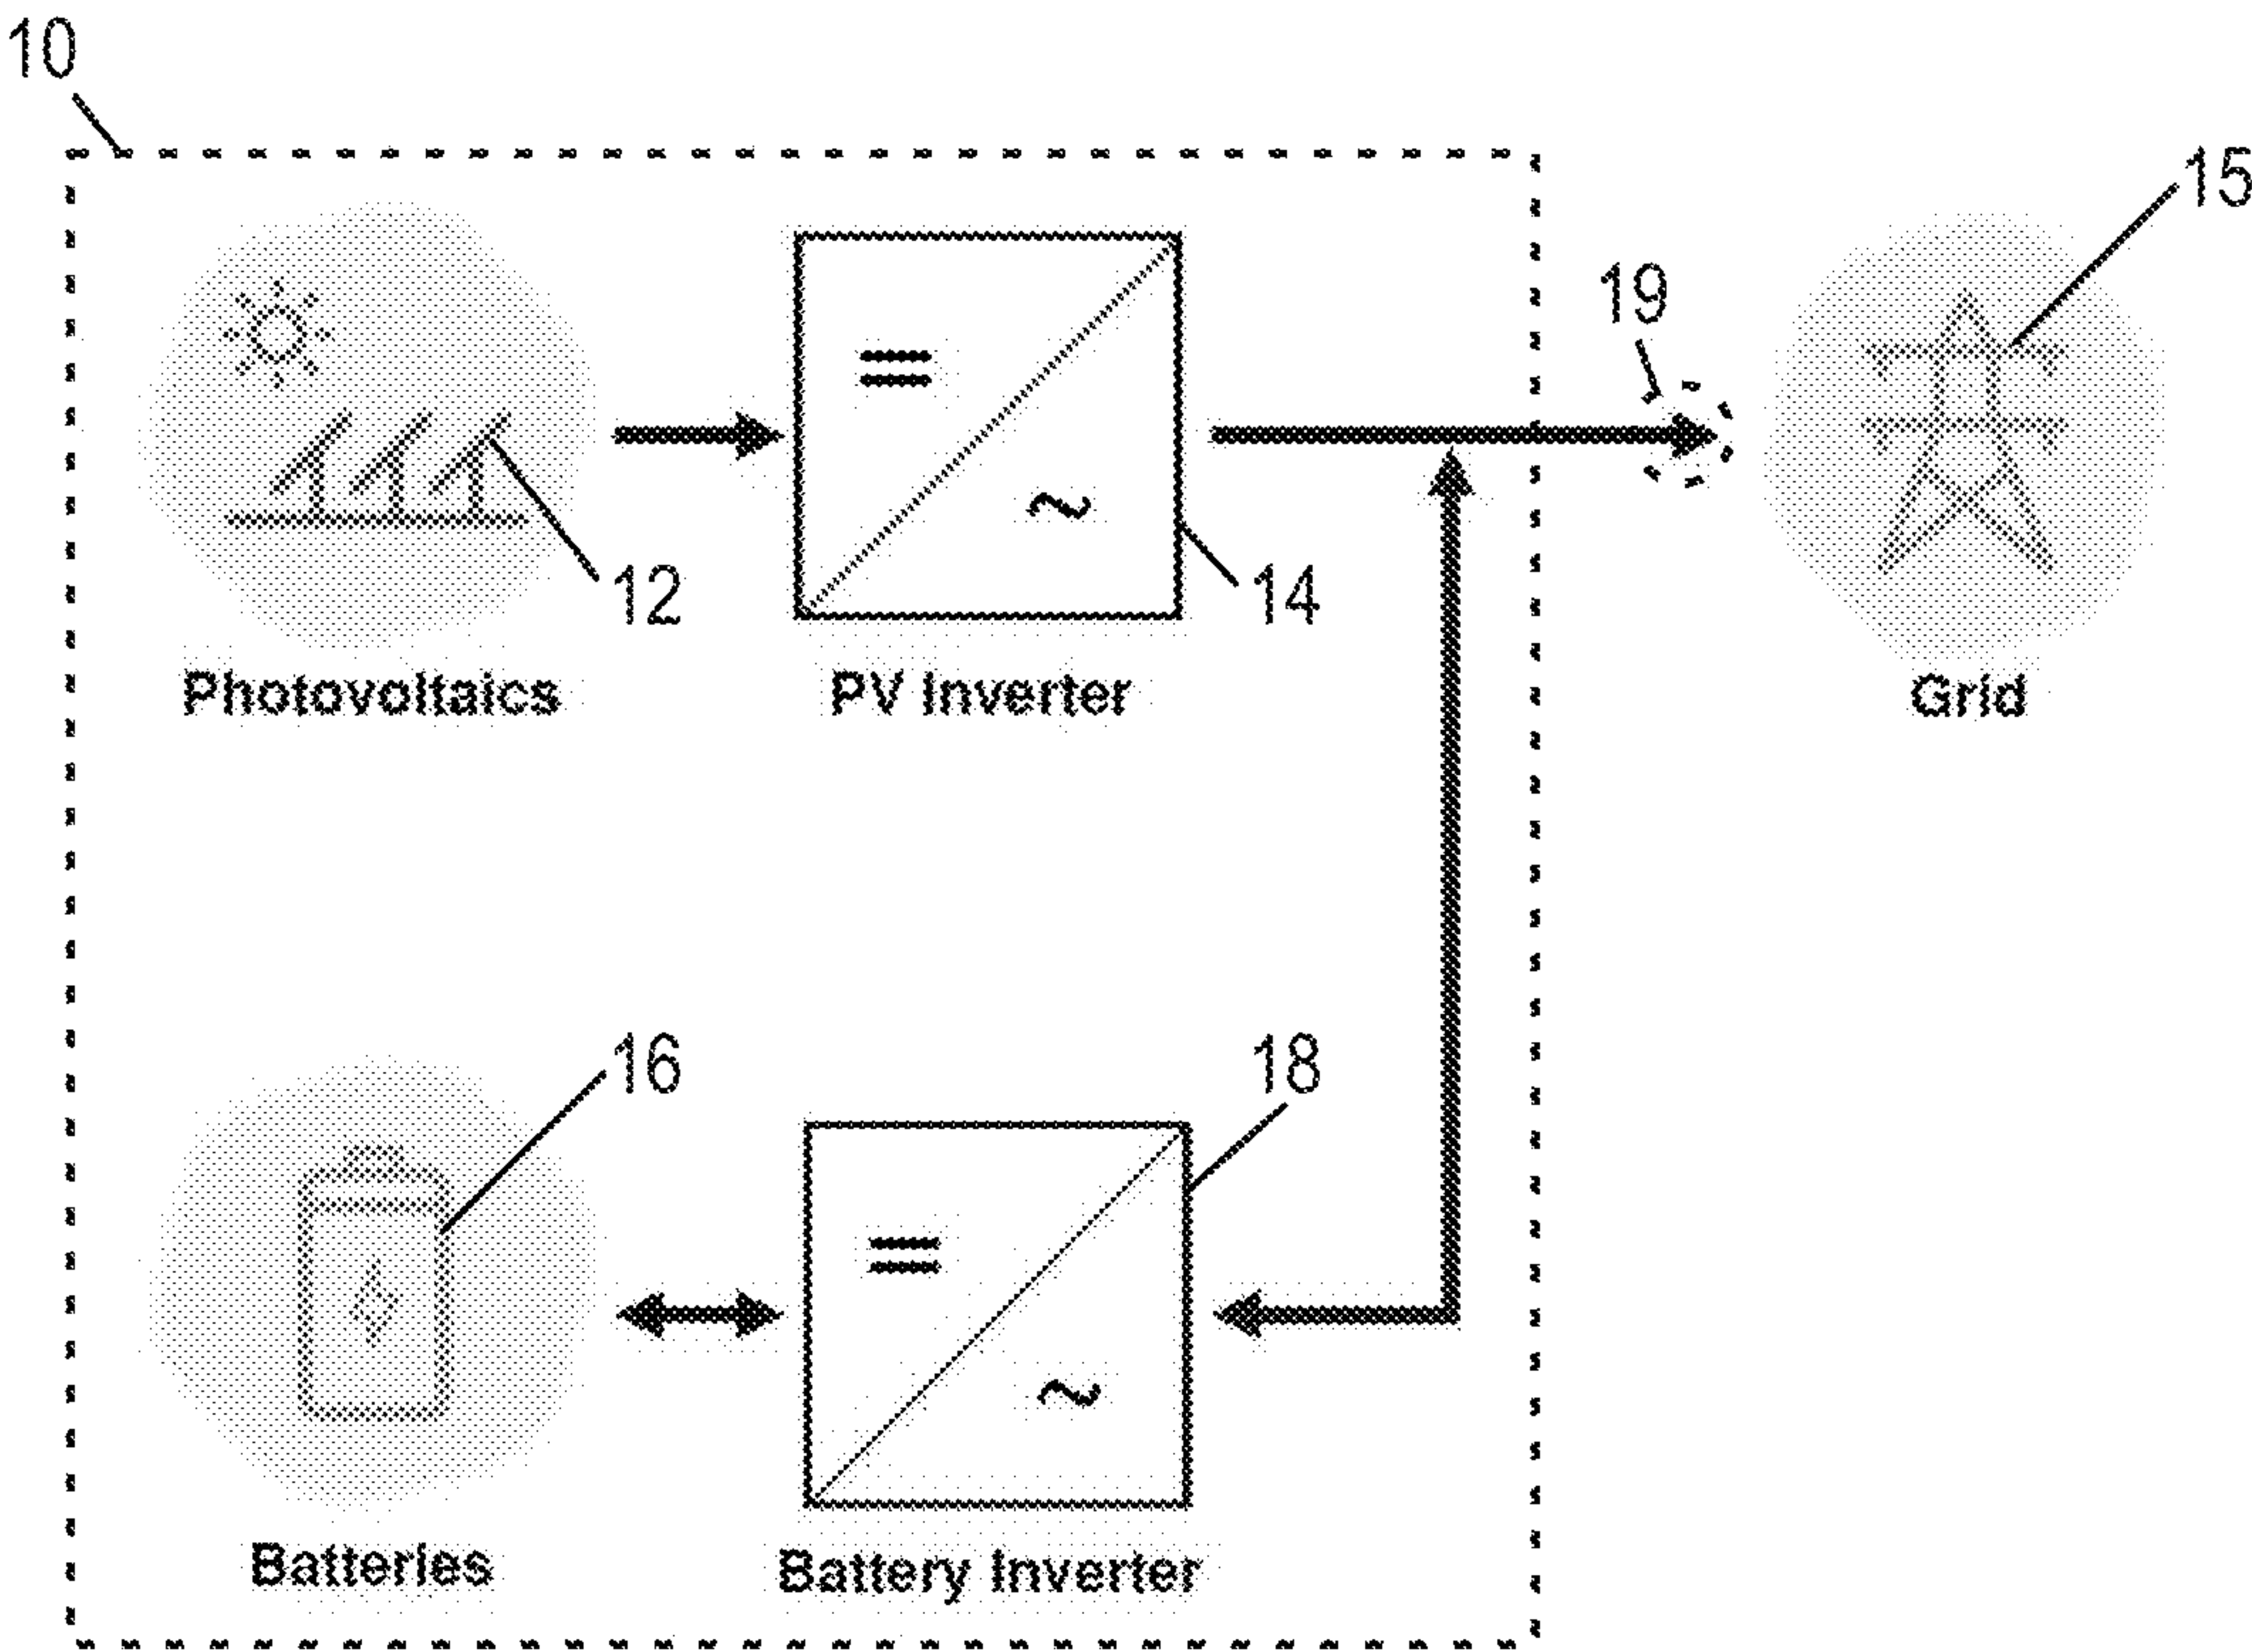 10
15
19
12
14
Photovoltaics
PV Inverter
Grid
16
18
Batteries
Battery Inverter